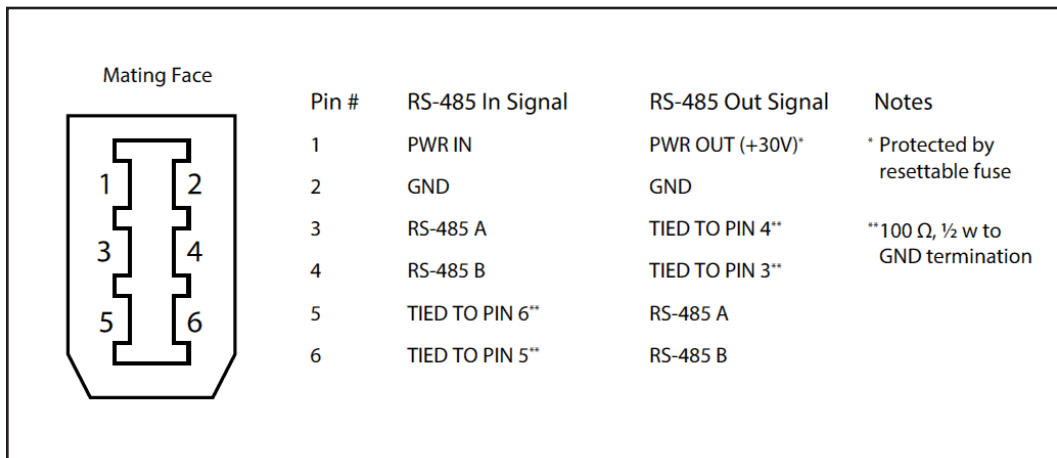 Mating Face
1 2
3 4
5 6
Pin # RS-485 In Signal RS-485 Out Signal Notes
1 PWR IN PWR OUT (+30V)* * Protected by
resettable fuse
2 GND GND
3 RS-485 A TIED TO PIN 4** **100 Ω, ½ w to
GND termination
4 RS-485 B TIED TO PIN 3**
5 TIED TO PIN 6** RS-485 A
6 TIED TO PIN 5** RS-485 B